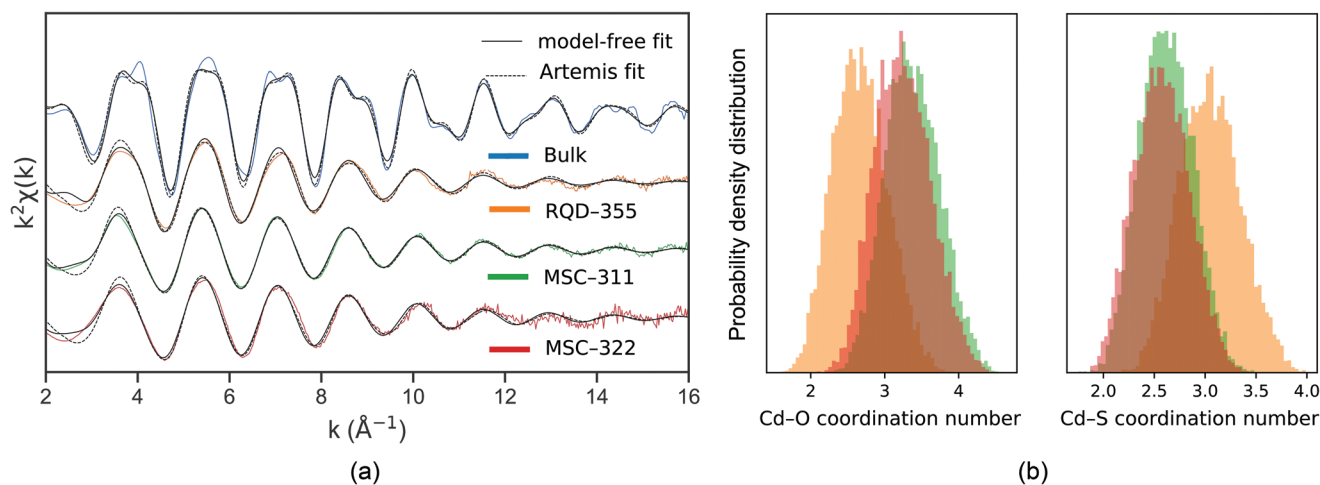 model-free fit
Artemis fit
Bulk
RQD–355
MSC–311
MSC–322
k²χ(k)
2 4 6 8 10 12 14 16
k (Å⁻¹)
(a)
Probability density distribution
2 3 4
Cd–O coordination number
2.0 2.5 3.0 3.5 4.0
Cd–S coordination number
(b)